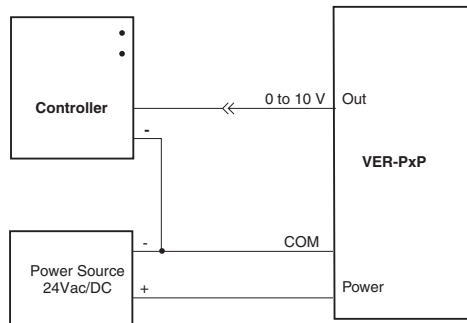 Controller
-
0 to 10 V
Out
VER-PxP
-
COM
Power Source
24Vac/DC
+
Power